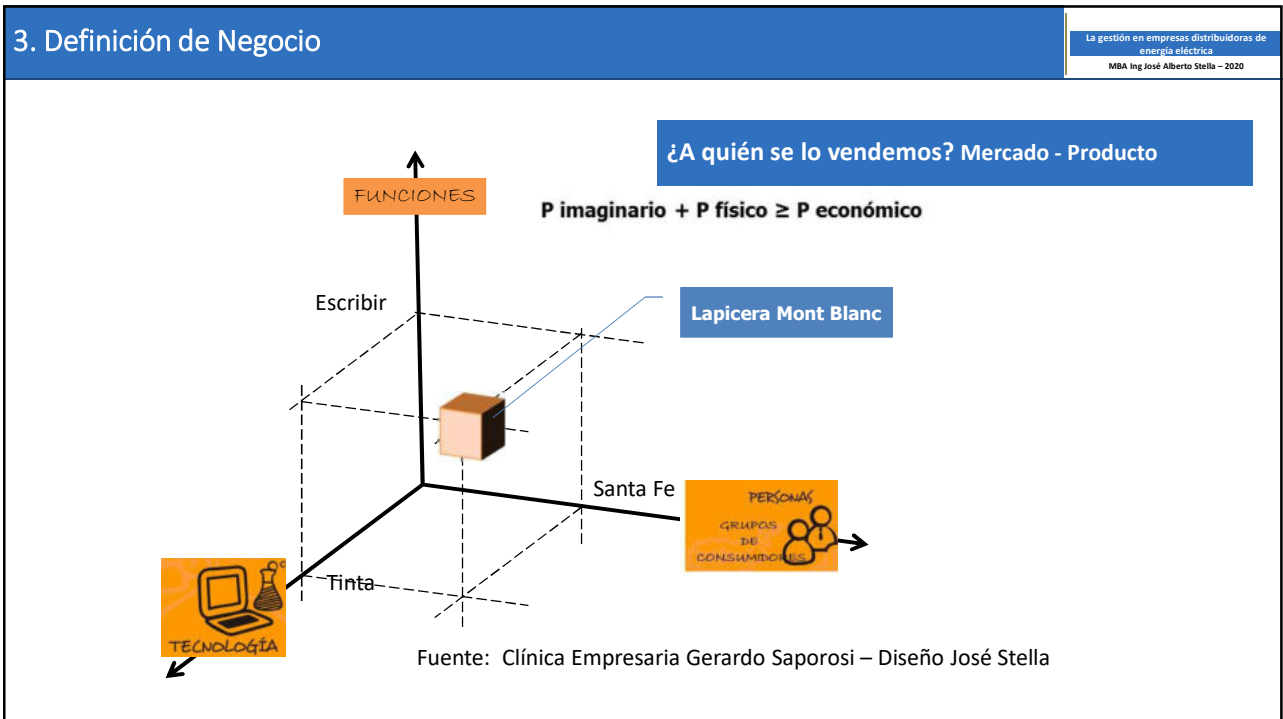 3. Definición de Negocio
La gestión en empresas distribuidoras de
energía eléctrica
MBA Ing José Alberto Stella – 2020
¿A quién se lo vendemos? Mercado - Producto
FUNCIONES
P imaginario + P físico ≥ P económico
Escribir
Lapicera Mont Blanc
Santa Fe
PERSONAS
GRUPOS
DE
CONSUMIDORES
Tinta
TECNOLOGÍA
Fuente: Clínica Empresaria Gerardo Saporosi – Diseño José Stella